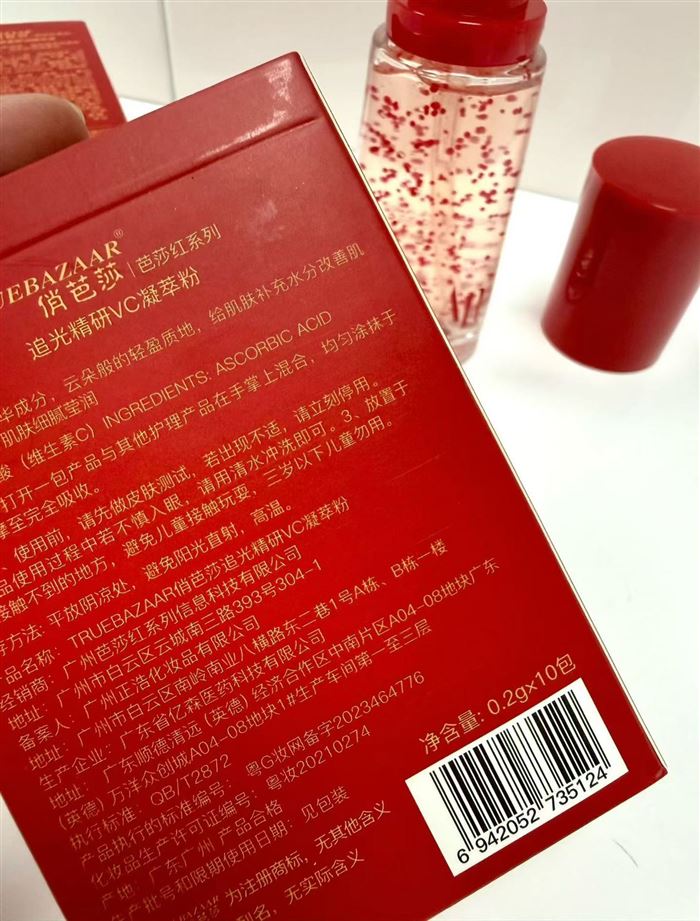 UEBAZAAR®
俏芭莎 | 芭莎红系列
追光精研VC凝萃粉
华成分，云朵般的轻盈质地，给肌肤补充水分改善肌
肌肤细腻莹润
酸（维生素C）INGREDIENTS: ASCORBIC ACID
打开一包产品与其他护理产品在手掌上混合，均匀涂抹于
摩至完全吸收。
、使用前，请先做皮肤测试，若出现不适，请立刻停用。
品使用过程中若不慎入眼，请用清水冲洗即可。3、放置于
接触不到的地方，避免儿童接触玩耍，三岁以下儿童勿用。
存方法：平放阴凉处，避免阳光直射，高温。
品名称：TRUEBAZAAR俏芭莎追光精研VC凝萃粉
经销商：广州芭莎红系列信息科技有限公司
地址：广州市白云区云城南三路393号304-1
备案人：广州正浩化妆品有限公司
地址：广州市白云区南岭南业八横路东二巷1号A栋、B栋一楼
生产企业：广东省亿森医药科技有限公司
地址：广东顺德清远（英德）经济合作区中南片区A04-08地块广东
（英德）万洋众创城A04-08地块1#生产车间第一至三层
执行标准：QB/T2872
产品执行的标准编号：粤G妆网备字2023464776
化妆品生产许可证编号：粤妆20210274
产地：广东广州 产品合格
生产批号和限期使用日期：见包装
为注册商标，无其他含义
别名，无实际含义
净含量：0.2g×10包
6 942052 735124